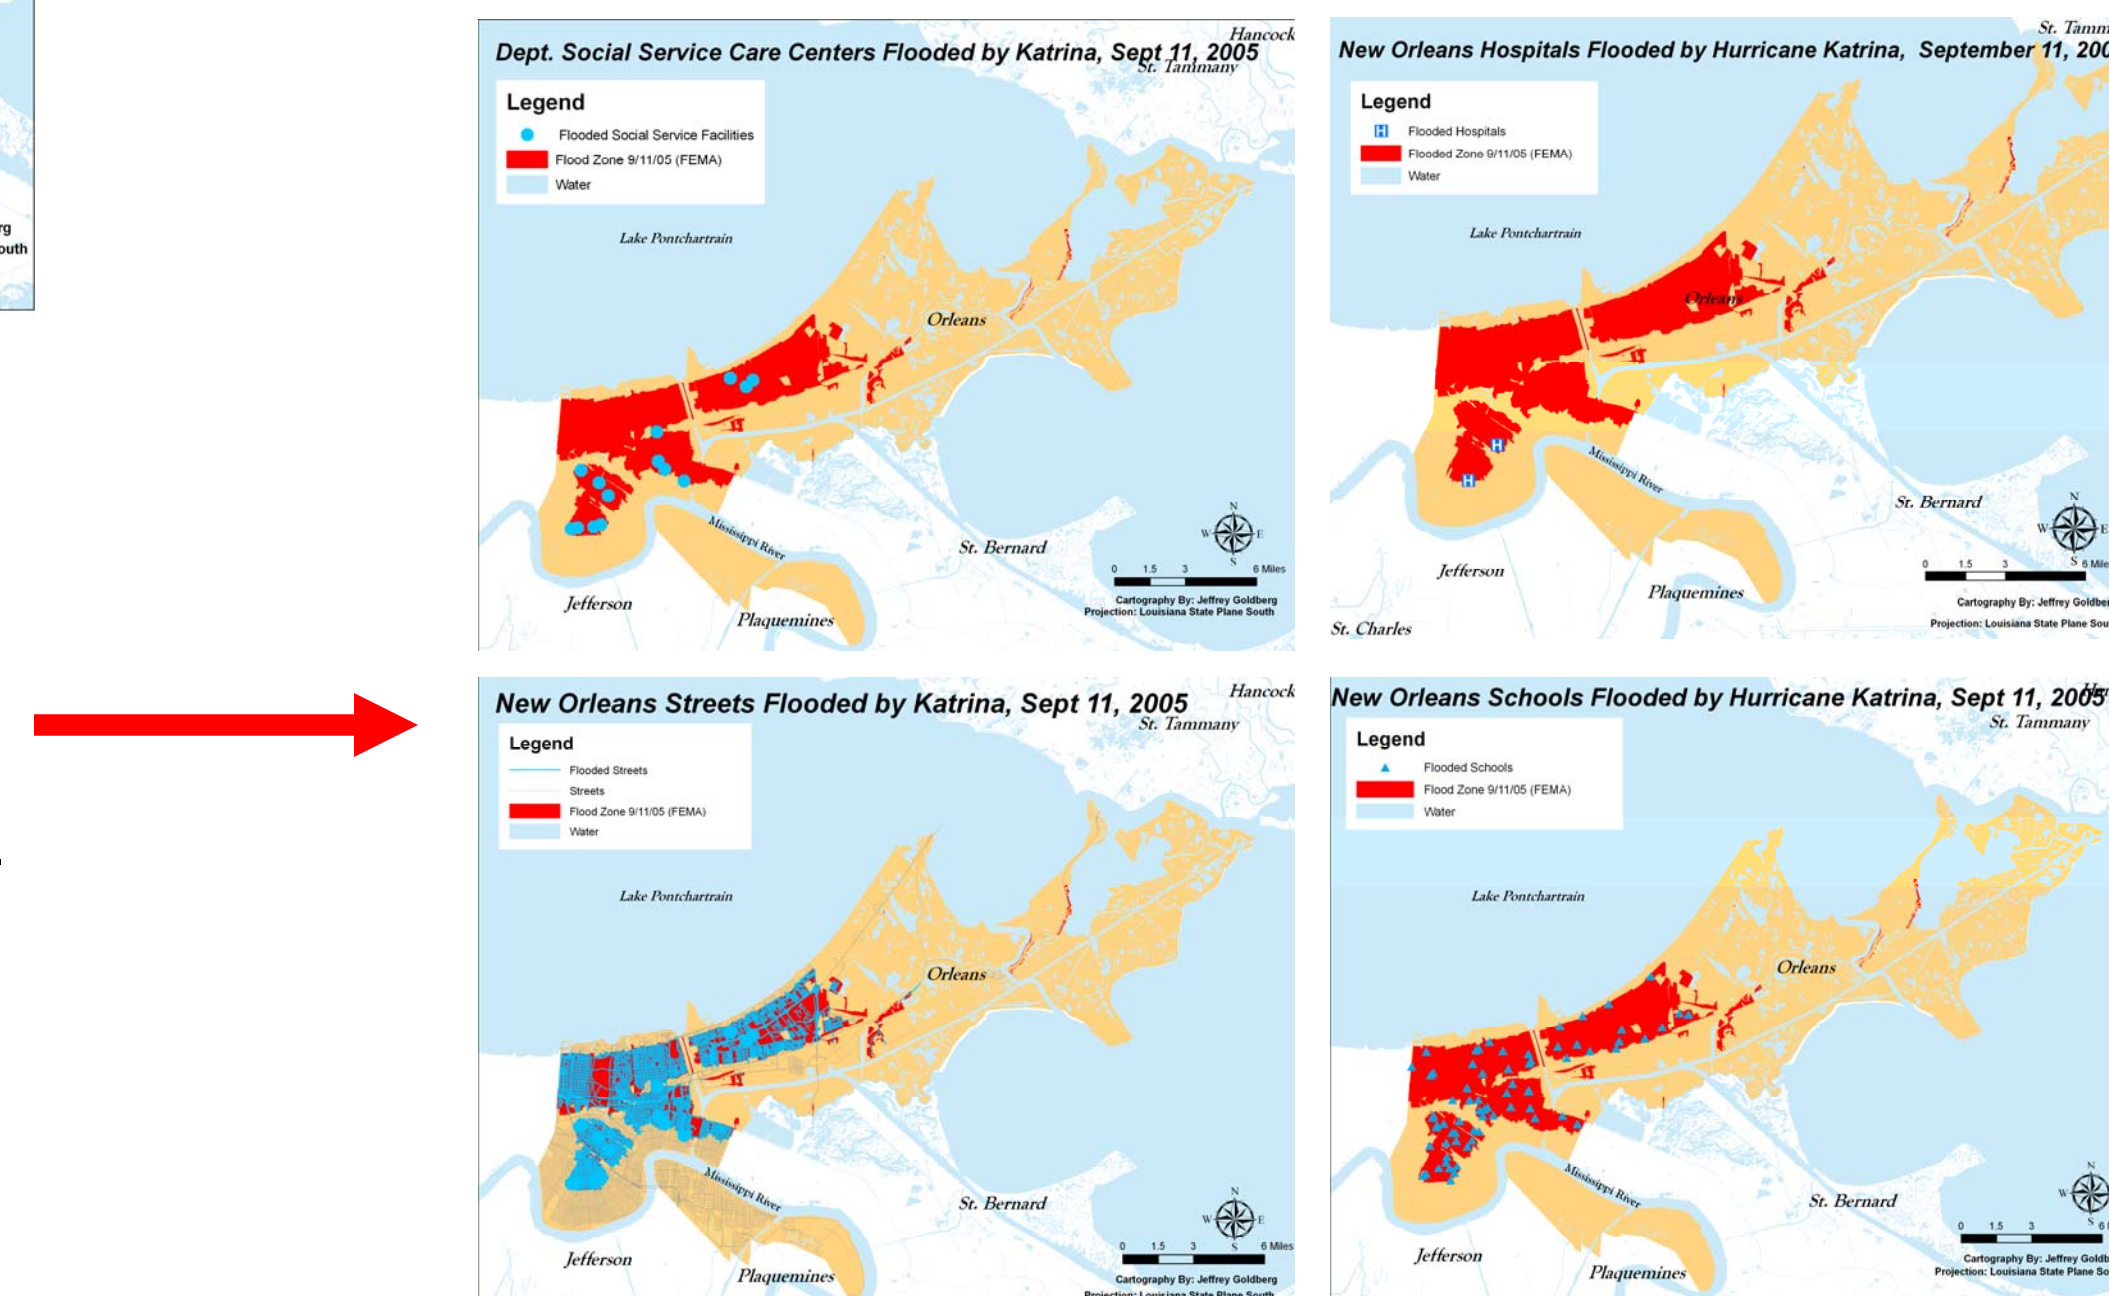 rg
outh
Dept. Social Service Care Centers Flooded by Katrina, Sept 11, 2005
Hancock
St. Tammany
Legend
Flooded Social Service Facilities
Flood Zone 9/11/05 (FEMA)
Water
Lake Pontchartrain
Orleans
Mississippi River
St. Bernard
Jefferson
Plaquemines
N
W E
S
0 1.5 3 6 Miles
Cartography By: Jeffrey Goldberg
Projection: Louisiana State Plane South
St. Tamm
New Orleans Hospitals Flooded by Hurricane Katrina, September 11, 200
Legend
H Flooded Hospitals
Flooded Zone 9/11/05 (FEMA)
Water
Lake Pontchartrain
Orleans
H
H
Mississippi River
St. Bernard
Jefferson
Plaquemines
St. Charles
N
W E
S
0 1.5 3 6 Mile
Cartography By: Jeffrey Goldber
Projection: Louisiana State Plane Sou
New Orleans Streets Flooded by Katrina, Sept 11, 2005
Hancock
St. Tammany
Legend
Flooded Streets
Streets
Flood Zone 9/11/05 (FEMA)
Water
Lake Pontchartrain
Orleans
Mississippi River
St. Bernard
Jefferson
Plaquemines
N
W E
S
0 1.5 3 6 Miles
Cartography By: Jeffrey Goldberg
Projection: Louisiana State Plane South
New Orleans Schools Flooded by Hurricane Katrina, Sept 11, 2005
St. Tammany
Legend
Flooded Schools
Flood Zone 9/11/05 (FEMA)
Water
Lake Pontchartrain
Orleans
Mississippi River
St. Bernard
Jefferson
Plaquemines
N
W
S
0 1.5 3 6
Cartography By: Jeffrey Goldb
Projection: Louisiana State Plane So